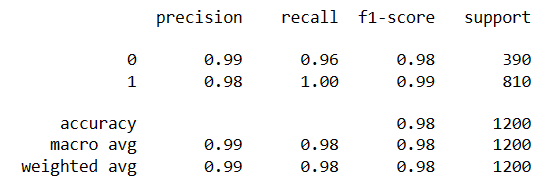 precision recall f1-score support
0 0.99 0.96 0.98 390
1 0.98 1.00 0.99 810
accuracy 0.98 1200
macro avg 0.99 0.98 0.98 1200
weighted avg 0.99 0.98 0.98 1200